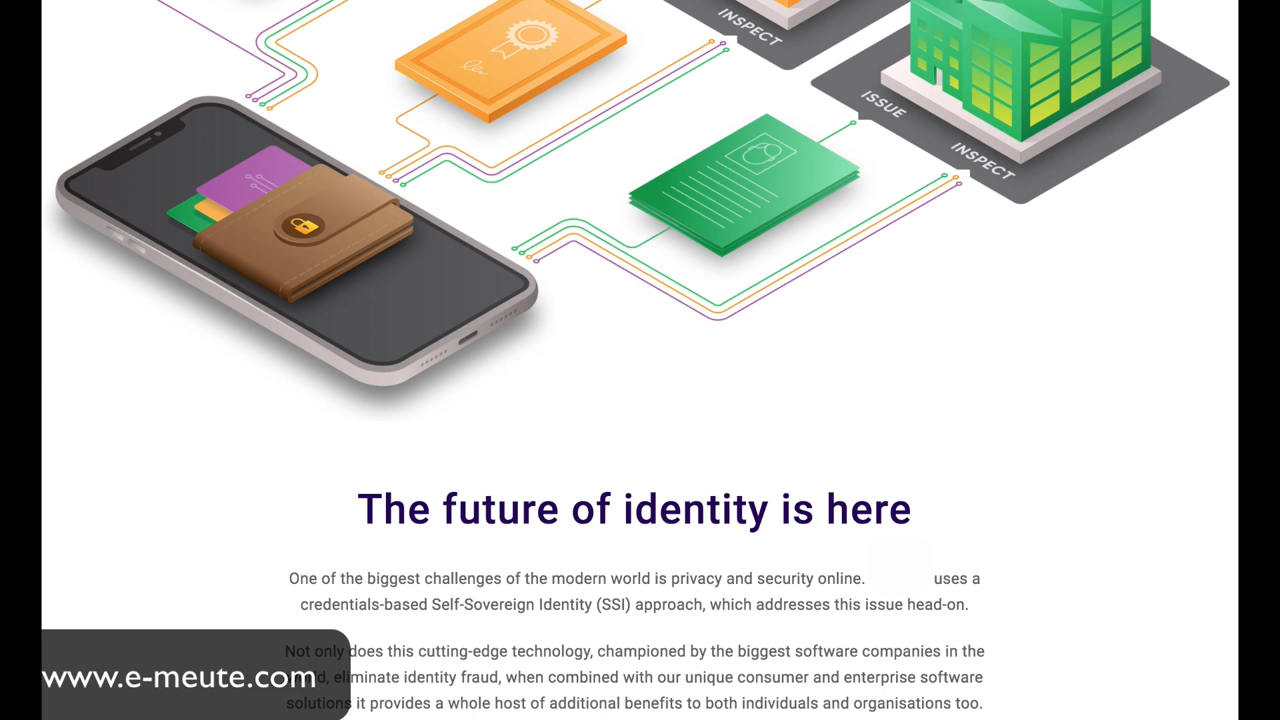 INSPECT
ISSUE
INSPECT
The future of identity is here
One of the biggest challenges of the modern world is privacy and security online. uses a
credentials-based Self-Sovereign Identity (SSI) approach, which addresses this issue head-on.
Not only does this cutting-edge technology, championed by the biggest software companies in the
eliminate identity fraud, when combined with our unique consumer and enterprise software
solutions it provides a whole host of additional benefits to both individuals and organisations too.
www.e-meute.com